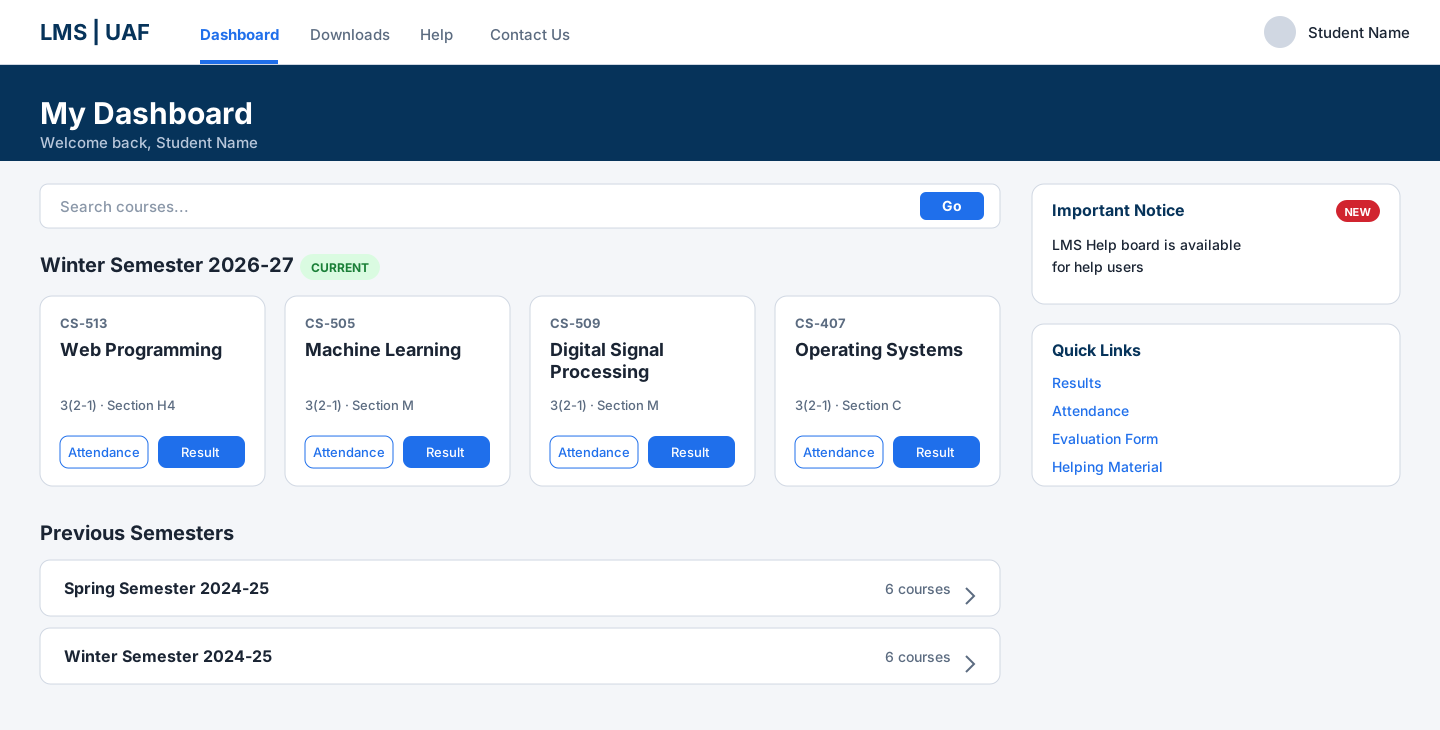 LMS | UAF
Dashboard
Downloads
Help
Contact Us
Student Name
My Dashboard
Welcome back, Student Name
Search courses...
Go
Winter Semester 2026-27
CURRENT
CS-513
Web Programming
3(2-1) · Section H4
Attendance
Result
CS-505
Machine Learning
3(2-1) · Section M
Attendance
Result
CS-509
Digital Signal
Processing
3(2-1) · Section M
Attendance
Result
CS-407
Operating Systems
3(2-1) · Section C
Attendance
Result
Previous Semesters
Spring Semester 2024-25
6 courses
Winter Semester 2024-25
6 courses
Important Notice
NEW
LMS Help board is available
for help users
Quick Links
Results
Attendance
Evaluation Form
Helping Material